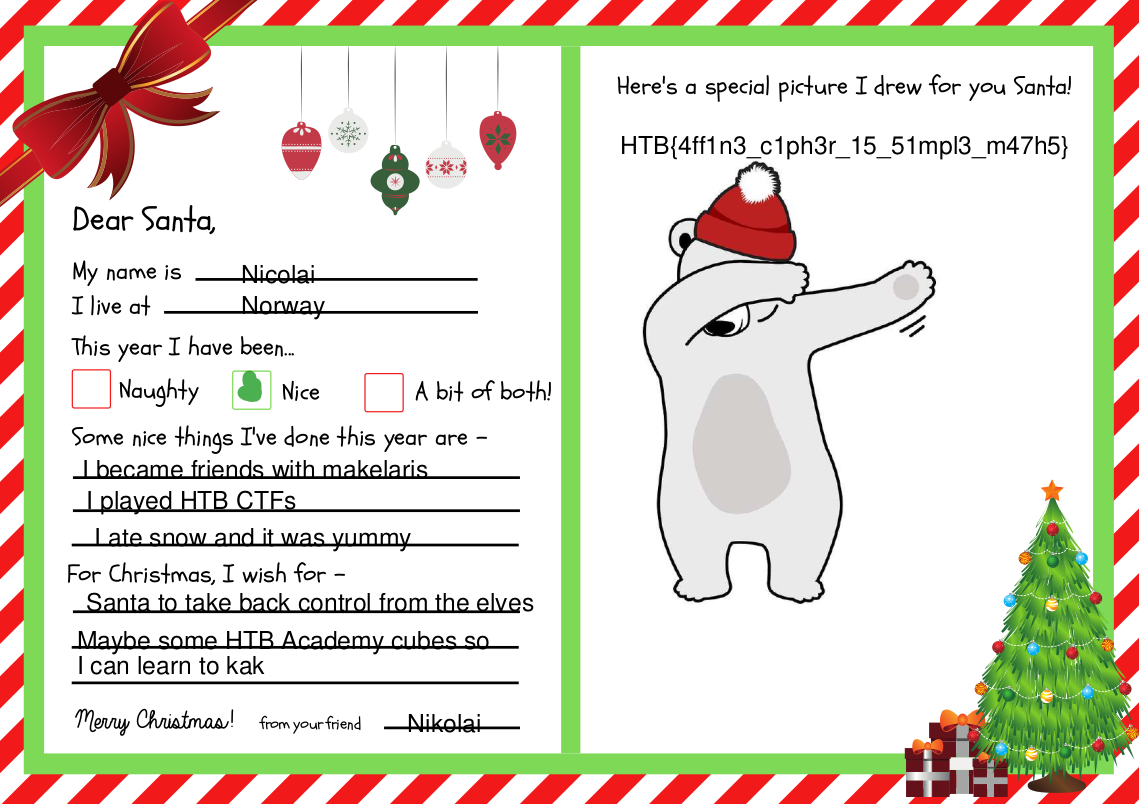 Dear Santa,
My name is Nicolai
I live at Norway
This year I have been...
Naughty Nice A bit of both!
Some nice things I've done this year are -
I became friends with makelaris
I played HTB CTFs
I ate snow and it was yummy
For Christmas, I wish for -
Santa to take back control from the elves
Maybe some HTB Academy cubes so
I can learn to kak
Merry Christmas! from your friend Nikolai
Here's a special picture I drew for you Santa!
HTB{4ff1n3_c1ph3r_15_51mpl3_m47h5}